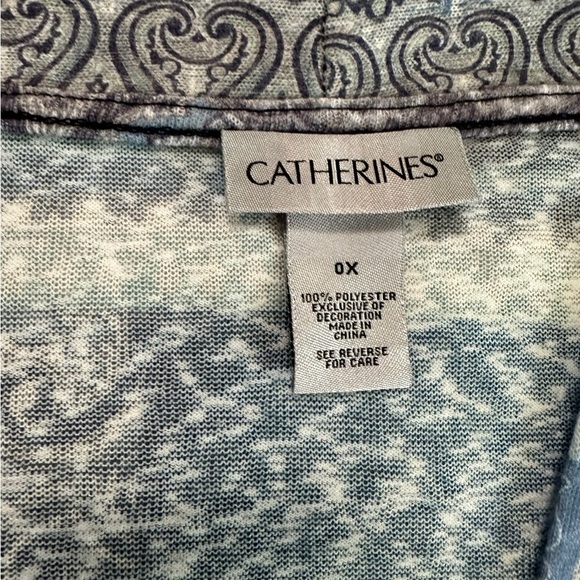 CATHERINES®
0X
100% POLYESTER
EXCLUSIVE OF
DECORATION
MADE IN
CHINA
SEE REVERSE
FOR CARE